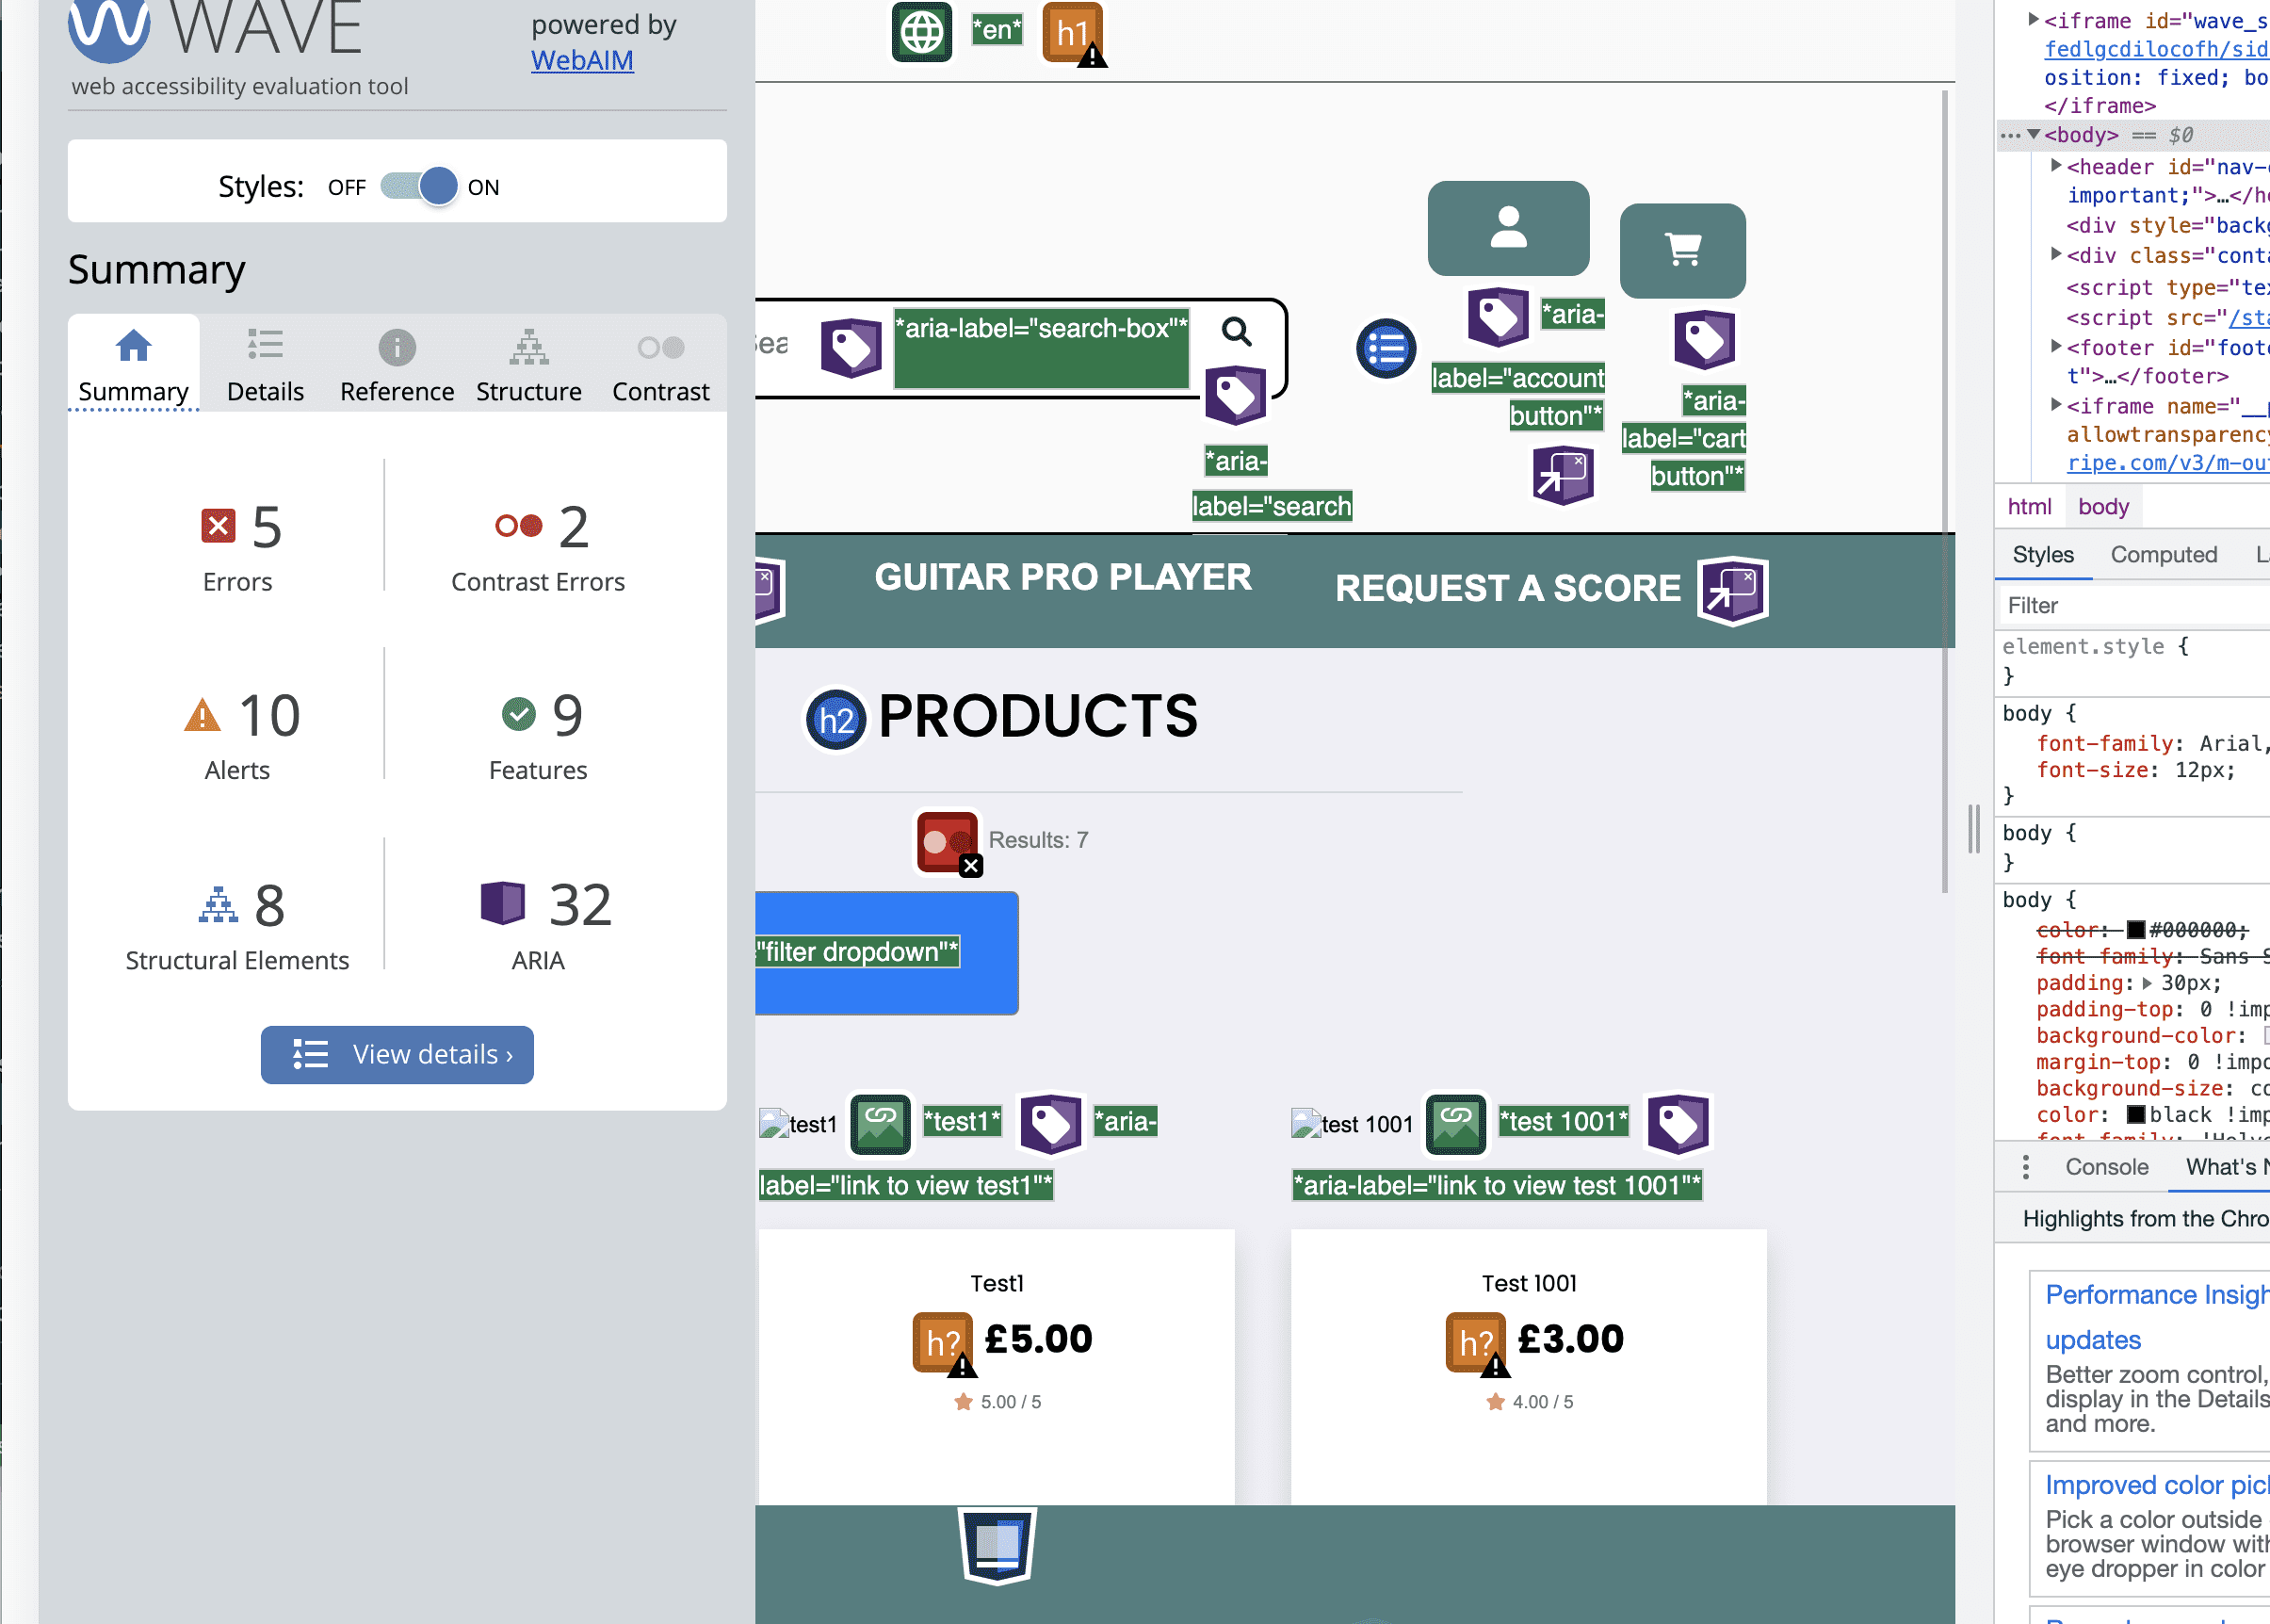 WAVE
powered by
WebAIM
web accessibility evaluation tool
Styles: OFF ON
Summary
Summary Details Reference Structure Contrast
5
Errors
2
Contrast Errors
10
Alerts
9
Features
8
Structural Elements
32
ARIA
View details ›
*en* h1
*aria-label="search-box"*
*aria-
label="search
*aria-
label="account
button"*
*aria-
label="cart
button"*
GUITAR PRO PLAYER
REQUEST A SCORE
h2 PRODUCTS
Results: 7
"filter dropdown"*
test1 *test1* *aria-
label="link to view test1"*
test 1001 *test 1001*
*aria-label="link to view test 1001"*
Test1
h? £5.00
5.00 / 5
Test 1001
h? £3.00
4.00 / 5
<iframe id="wave_s
fedlgcdilocofh/sid
osition: fixed; bo
</iframe>
<body> == $0
<header id="nav-
important;">…</h
<div style="back
<div class="cont
<script type="te
<script src="/sta
<footer id="foot
t">…</footer>
<iframe name="__p
allowtransparency
ripe.com/v3/m-ou
html body
Styles Computed
Filter
element.style {
}
body {
font-family: Arial,
font-size: 12px;
}
body {
}
body {
color: #000000;
font-family: Sans
padding: 30px;
padding-top: 0 !imp
background-color:
margin-top: 0 !impo
background-size: co
color: black !imp
Console What's
Highlights from the Chro
Performance Insigh
updates
Better zoom control,
display in the Details
and more.
Improved color pic
Pick a color outside
browser window with
eye dropper in color